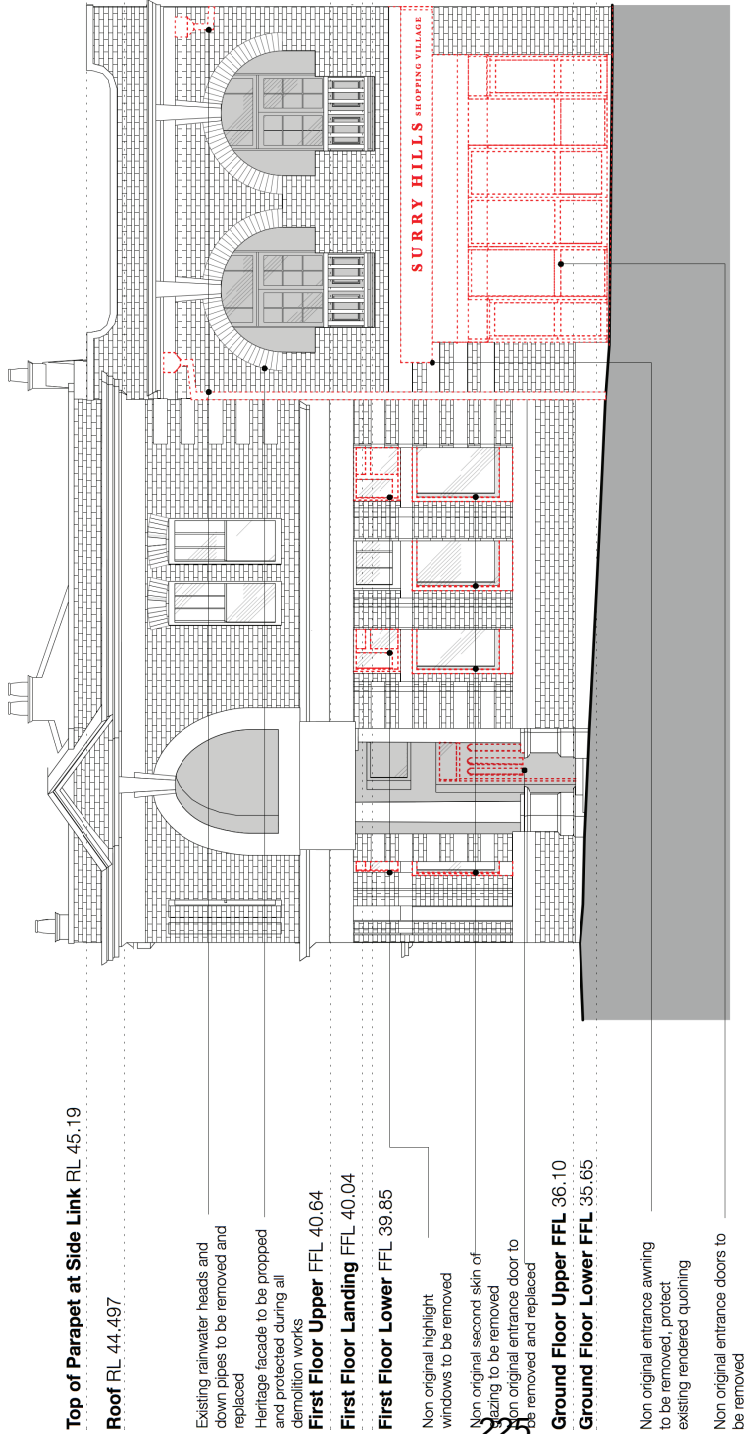 Top of Parapet at Side Link RL 45.19
Roof RL 44.497
Existing rainwater heads and
down pipes to be removed and
replaced
Heritage facade to be propped
and protected during all
demolition works
First Floor Upper FFL 40.64
First Floor Landing FFL 40.04
First Floor Lower FFL 39.85
Non original highlight
windows to be removed
Non original second skin of
glazing to be removed
Non original entrance door to
be removed and replaced
225
Ground Floor Upper FFL 36.10
Ground Floor Lower FFL 35.65
Non original entrance awning
to be removed, protect
existing rendered quoining
Non original entrance doors to
be removed
SURRY HILLS SHOPPING VILLAGE